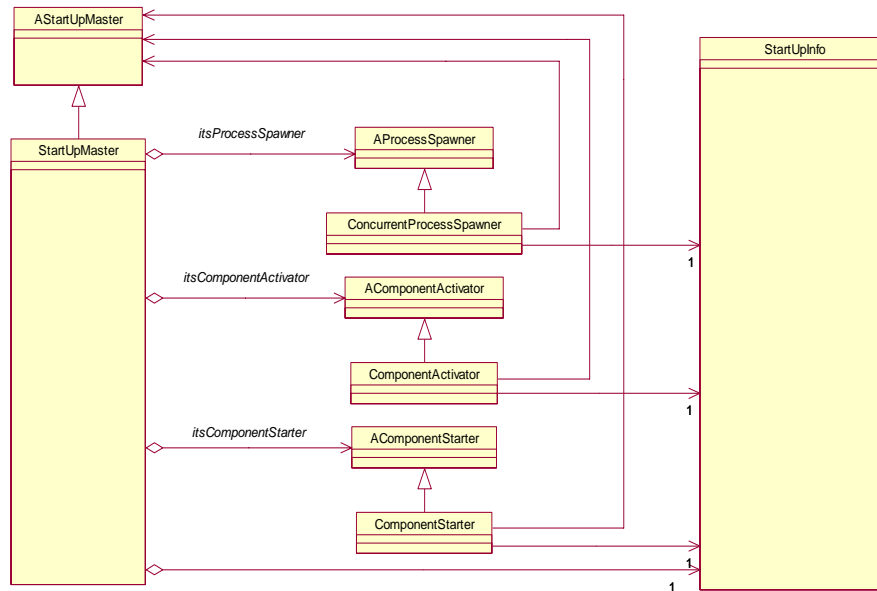 AStartUpMaster
StartUpInfo
itsProcessSpawner
AProcessSpawner
StartUpMaster
ConcurrentProcessSpawner
1
itsComponentActivator
AComponentActivator
ComponentActivator
1
itsComponentStarter
AComponentStarter
ComponentStarter
1
1